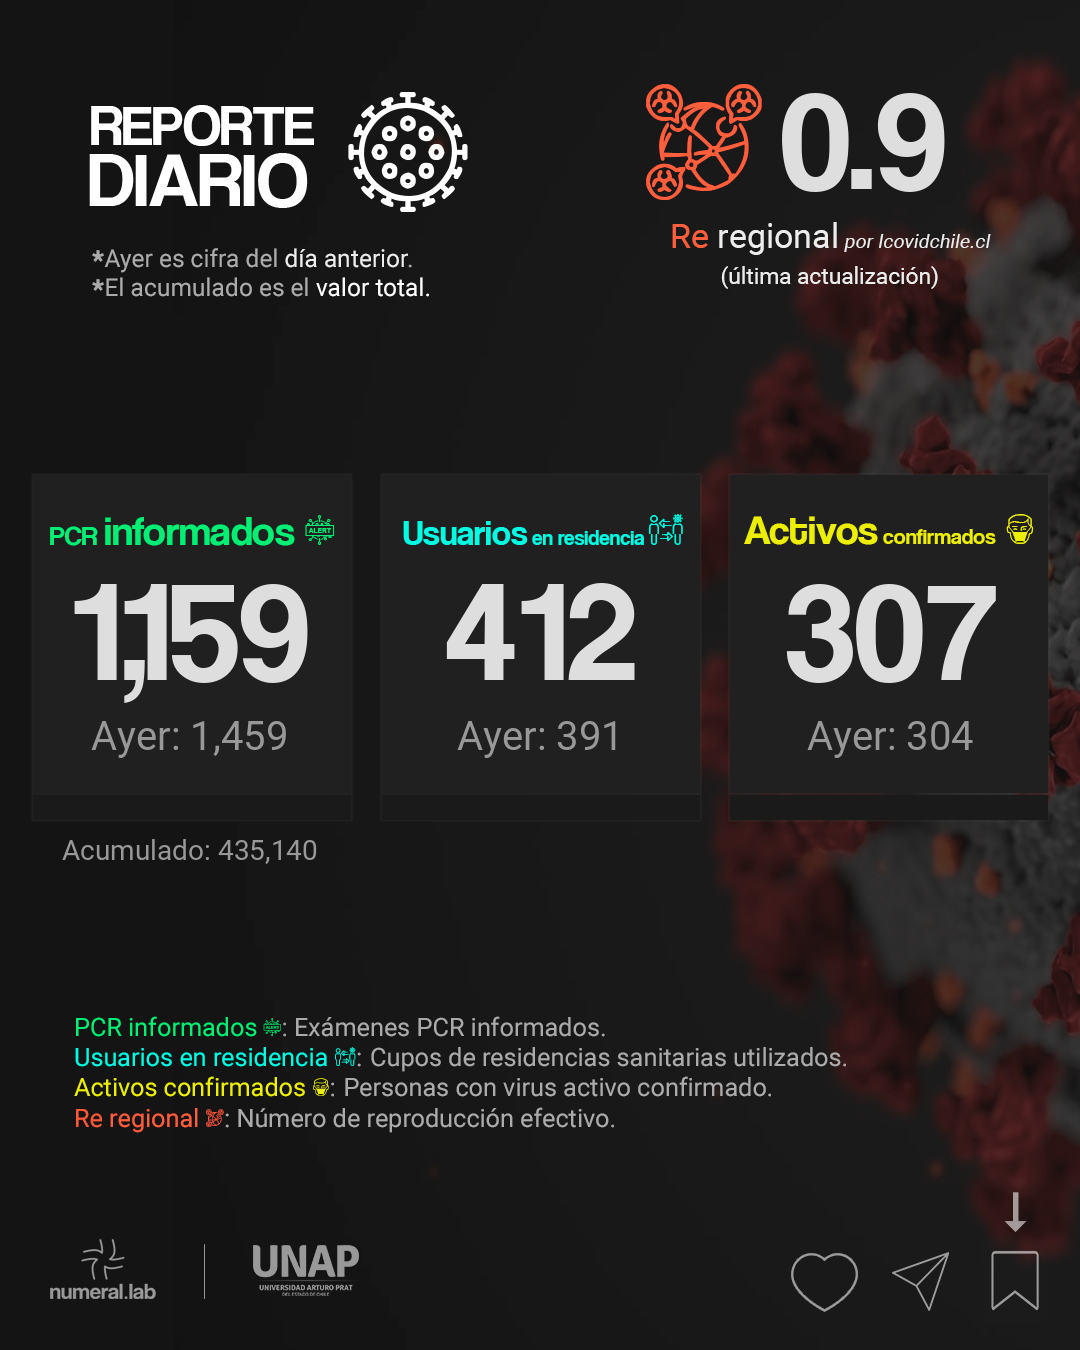 REPORTE
DIARIO
*Ayer es cifra del día anterior.
*El acumulado es el valor total.
0.9
Re regional por Icovidchile.cl
(última actualización)
PCR informados ALERT
1,159
Ayer: 1,459
Acumulado: 435,140
Usuarios en residencia
412
Ayer: 391
Activos confirmados
307
Ayer: 304
PCR informados : Exámenes PCR informados.
Usuarios en residencia : Cupos de residencias sanitarias utilizados.
Activos confirmados : Personas con virus activo confirmado.
Re regional : Número de reproducción efectivo.
numeral.lab
UNAP
UNIVERSIDAD ARTURO PRAT
DEL ESTADO DE CHILE